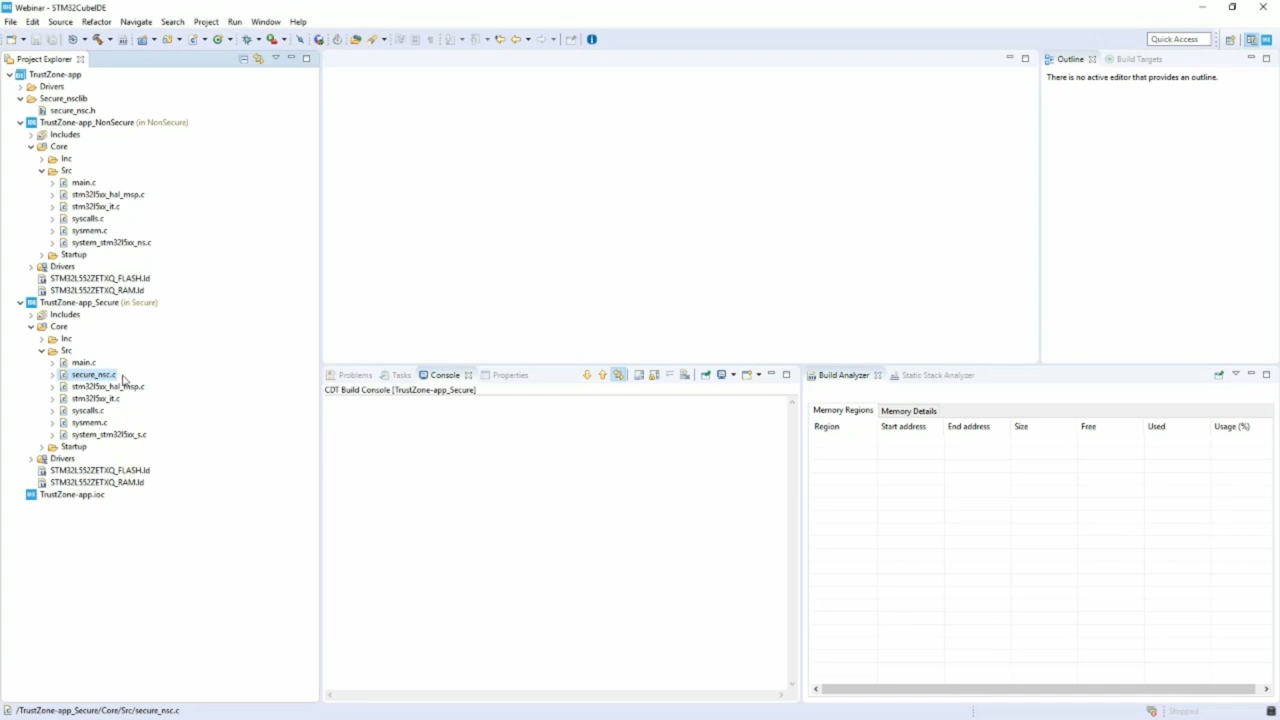 Webinar - STM32CubeIDE
File Edit Source Refactor Navigate Search Project Run Window Help
Quick Access
Project Explorer
TrustZone-app
Drivers
Secure_nsclib
secure_nsc.h
TrustZone-app_NonSecure (in NonSecure)
Includes
Core
Inc
Src
main.c
stm32l5xx_hal_msp.c
stm32l5xx_it.c
syscalls.c
sysmem.c
system_stm32l5xx_ns.c
Startup
Drivers
STM32L552ZETXQ_FLASH.ld
STM32L552ZETXQ_RAM.ld
TrustZone-app_Secure (in Secure)
Includes
Core
Inc
Src
main.c
secure_nsc.c
stm32l5xx_hal_msp.c
stm32l5xx_it.c
syscalls.c
sysmem.c
system_stm32l5xx_s.c
Startup
Drivers
STM32L552ZETXQ_FLASH.ld
STM32L552ZETXQ_RAM.ld
TrustZone-app.ioc
Outline Build Targets
There is no active editor that provides an outline.
Problems Tasks Console Properties
CDT Build Console [TrustZone-app_Secure]
Build Analyzer Static Stack Analyzer
Memory Regions Memory Details
Region Start address End address Size Free Used Usage (%)
/TrustZone-app_Secure/Core/Src/secure_nsc.c
Stopped